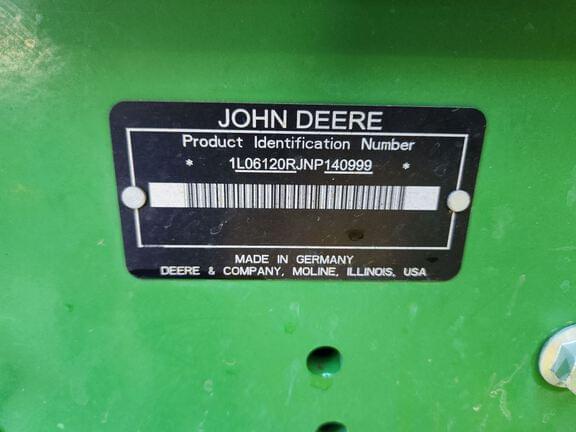 JOHN DEERE
Product Identification Number
* 1L06120RJNP140999 *
MADE IN GERMANY
DEERE & COMPANY, MOLINE, ILLINOIS, USA